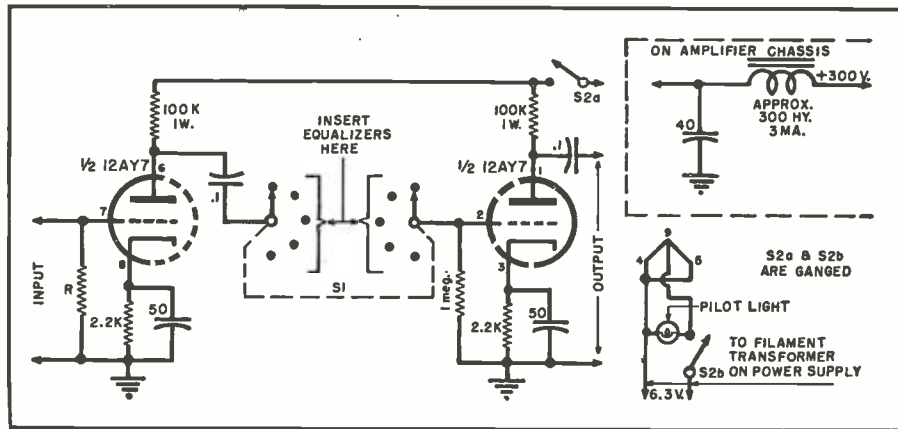 ON AMPLIFIER CHASSIS
+300V.
APPROX.
300 HY.
3 MA.
40
S2a
100K
1W.
INSERT
EQUALIZERS
HERE
100K
1W.
1/2 12AY7
6
.1
1/2 12AY7
1
.1
7
2
8
3
INPUT
R
2.2K
50
S1
1 meg.
2.2K
50
OUTPUT
9
4
5
S2a & S2b
ARE GANGED
PILOT LIGHT
TO FILAMENT
TRANSFORMER
S2b ON POWER SUPPLY
6.3V.